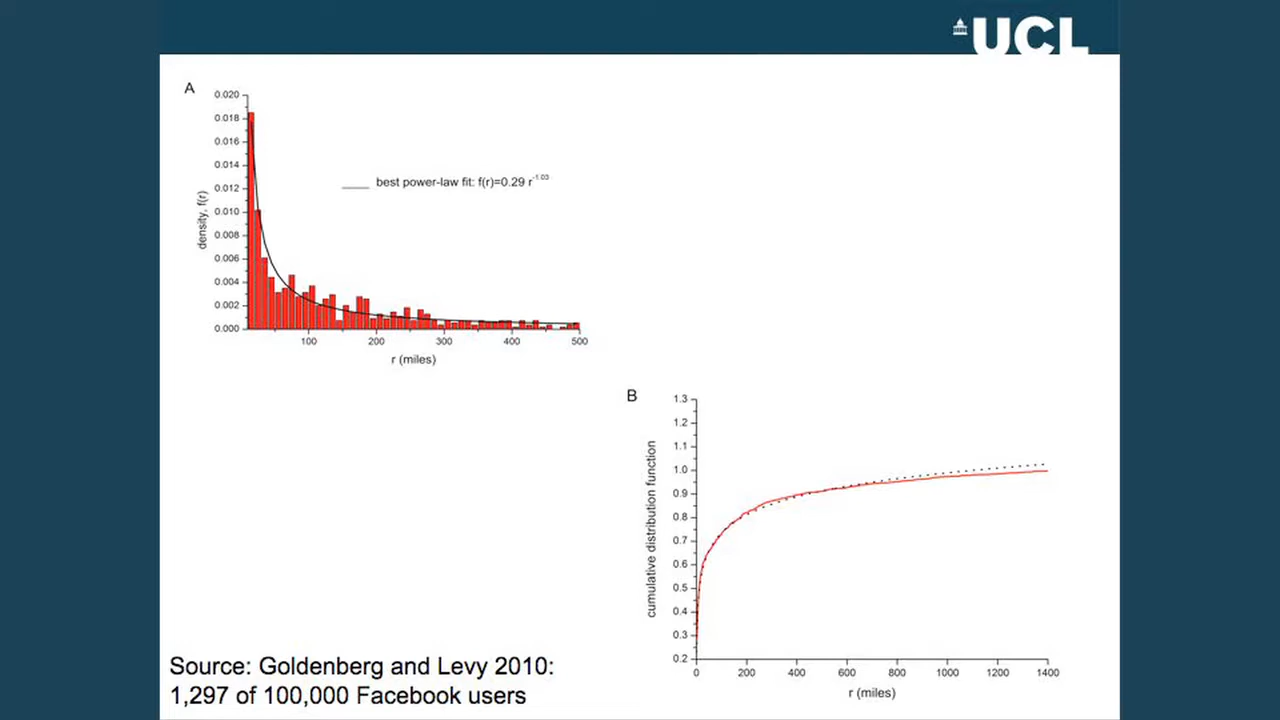 UCL
A
0.020
0.018
0.016
0.014
0.012
0.010
0.008
0.006
0.004
0.002
0.000
density, f(r)
best power-law fit: f(r)=0.29 r^-1.03
100 200 300 400 500
r (miles)
B
1.3
1.2
1.1
1.0
0.9
0.8
0.7
0.6
0.5
0.4
0.3
0.2
cumulative distribution function
0 200 400 600 800 1000 1200 1400
r (miles)
Source: Goldenberg and Levy 2010:
1,297 of 100,000 Facebook users